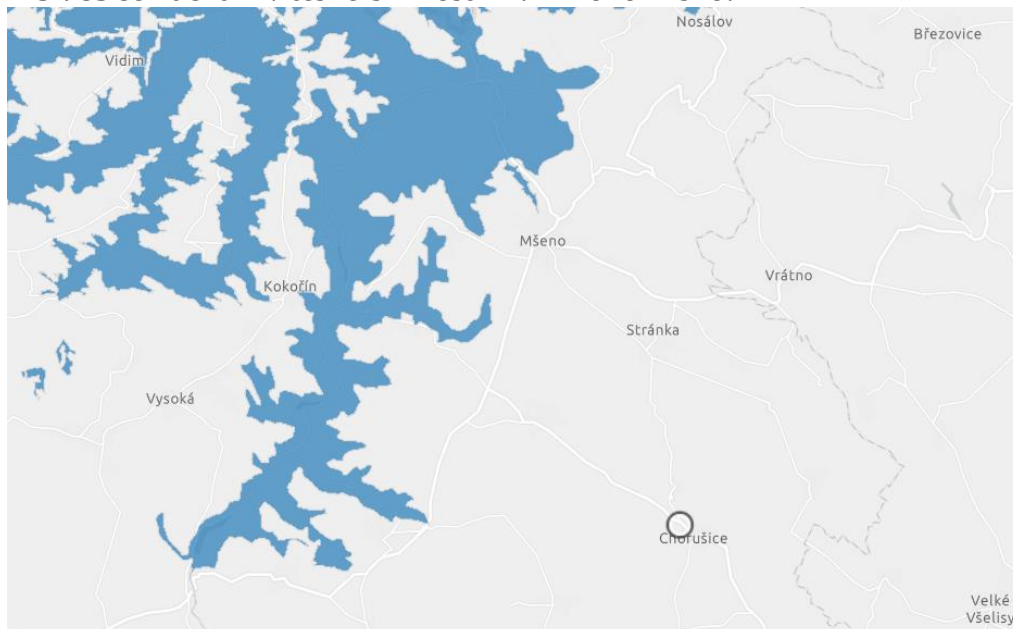 Nosálov
Březovice
Vidim
Mšeno
Vrátno
Kokořín
Stránka
Vysoká
Chorušice
Velké
Všelisy